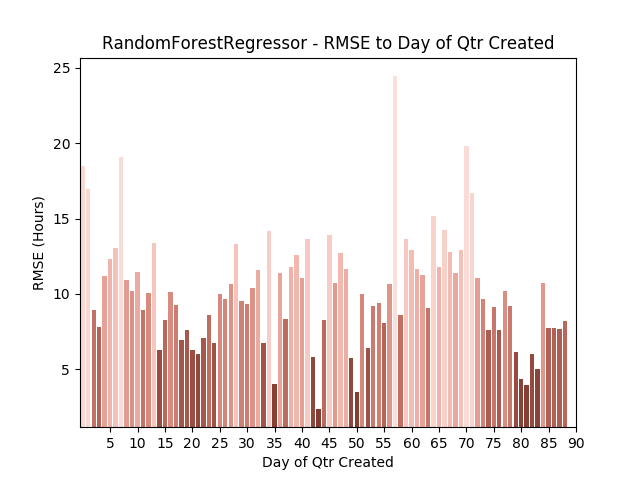 RandomForestRegressor - RMSE to Day of Qtr Created
25
20
15
10
5
RMSE (Hours)
5 10 15 20 25 30 35 40 45 50 55 60 65 70 75 80 85 90
Day of Qtr Created